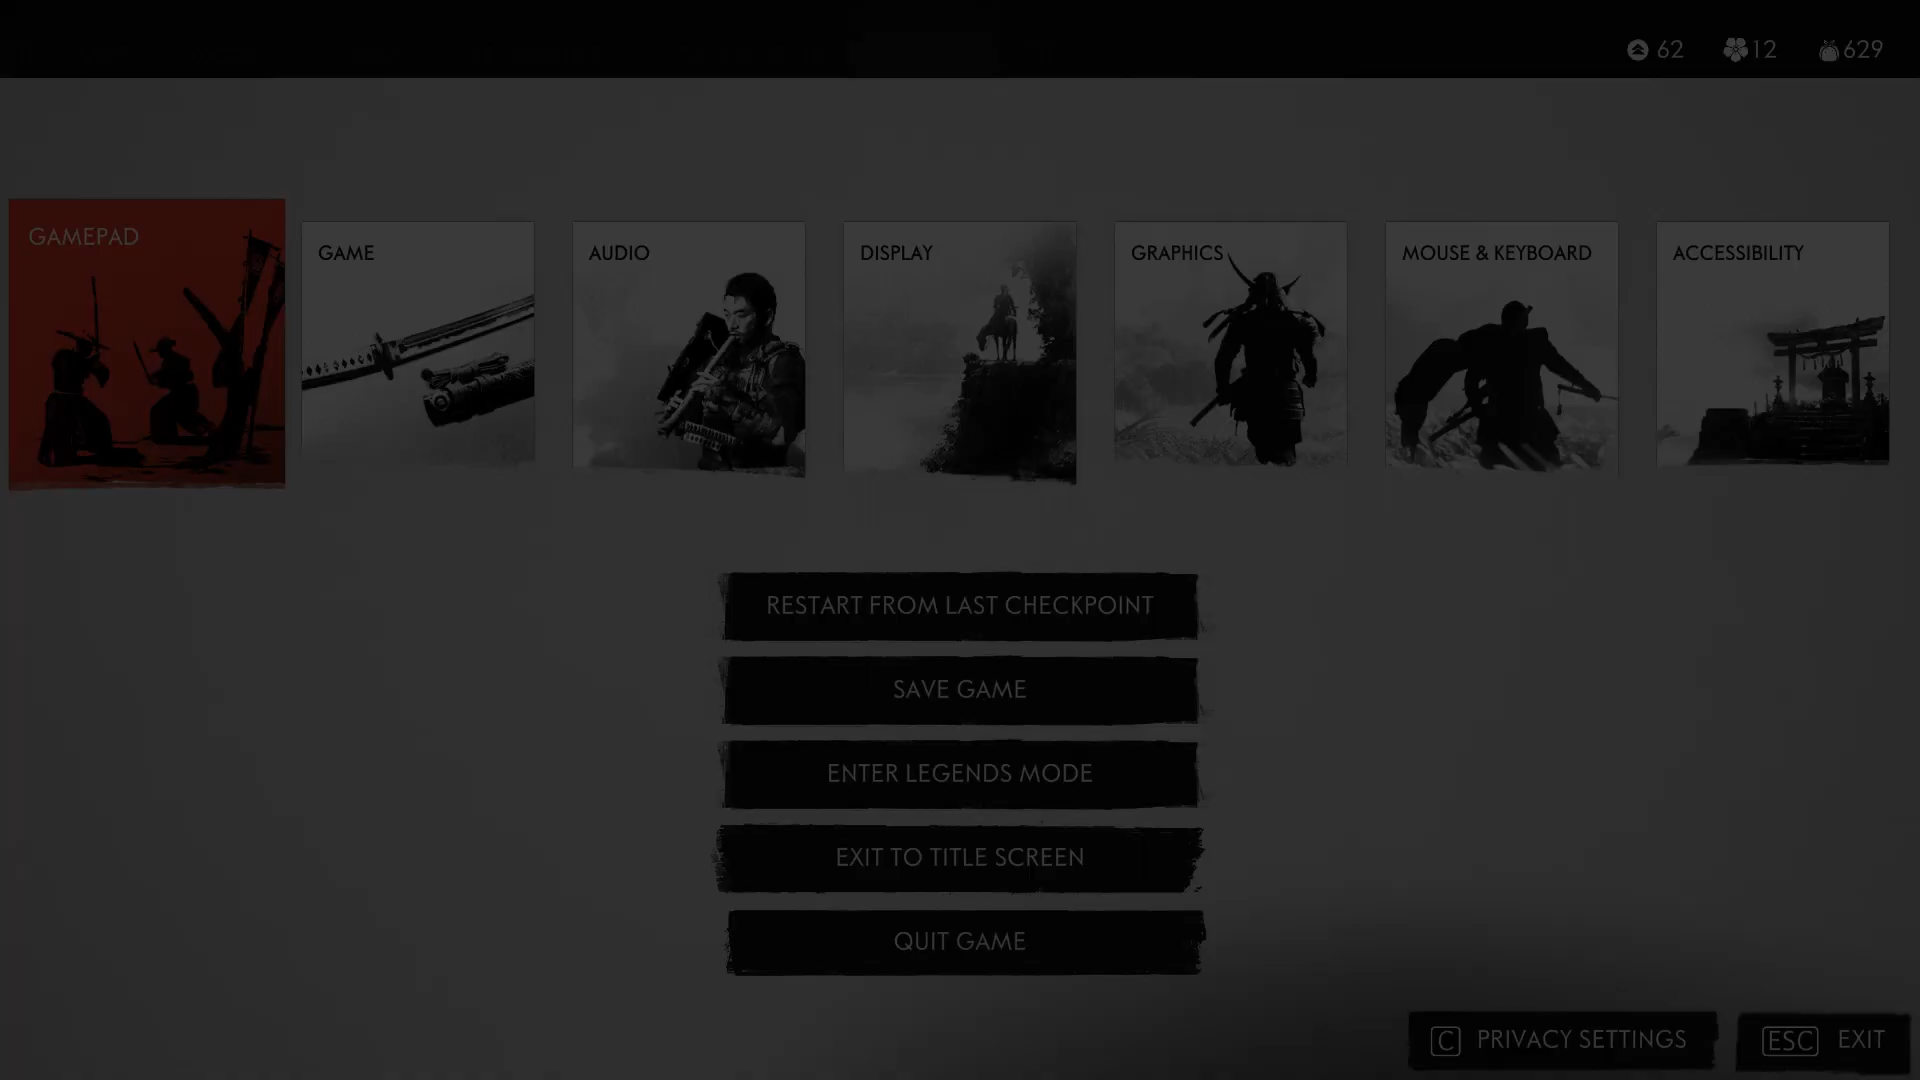 62 12 629
GAMEPAD
GAME
AUDIO
DISPLAY
GRAPHICS
MOUSE & KEYBOARD
ACCESSIBILITY
RESTART FROM LAST CHECKPOINT
SAVE GAME
ENTER LEGENDS MODE
EXIT TO TITLE SCREEN
QUIT GAME
C PRIVACY SETTINGS
ESC EXIT